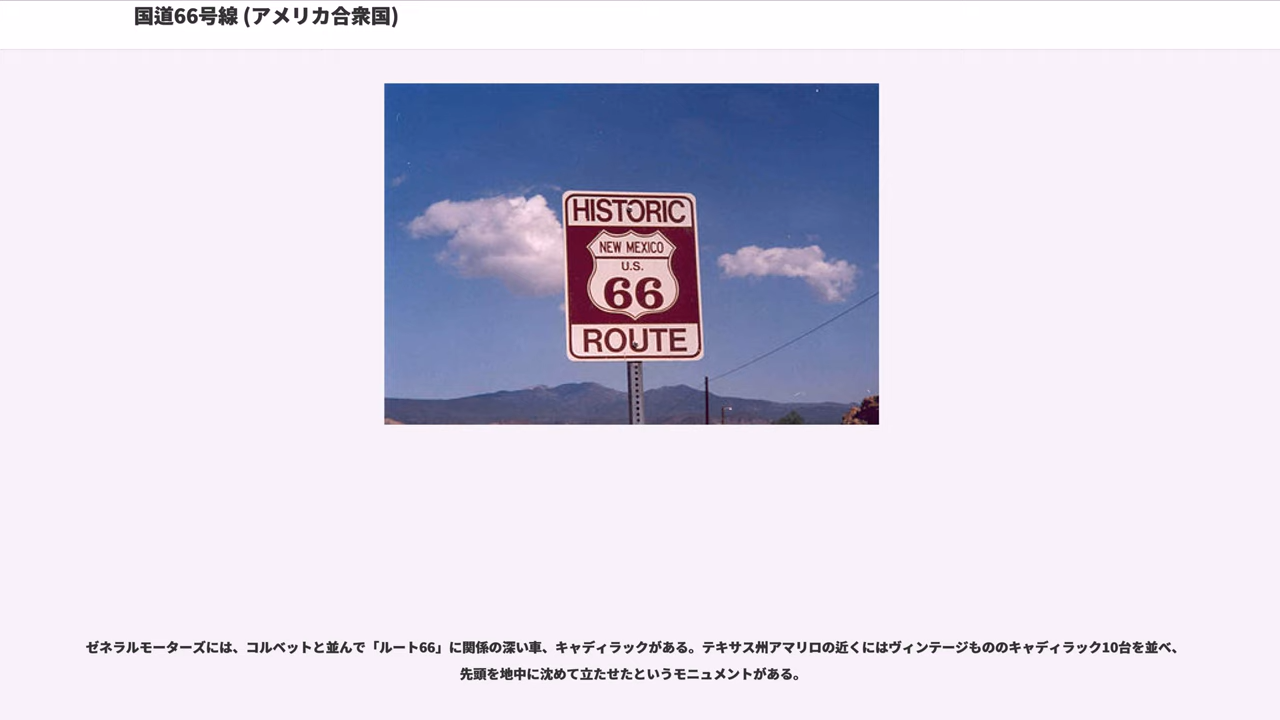 国道66号線 (アメリカ合衆国)
HISTORIC
NEW MEXICO
U.S.
66
ROUTE
ゼネラルモーターズには、コルベットと並んで「ルート66」に関係の深い車、キャディラックがある。テキサス州アマリロの近くにはヴィンテージもののキャディラック10台を並べ、
先頭を地中に沈めて立たせたというモニュメントがある。